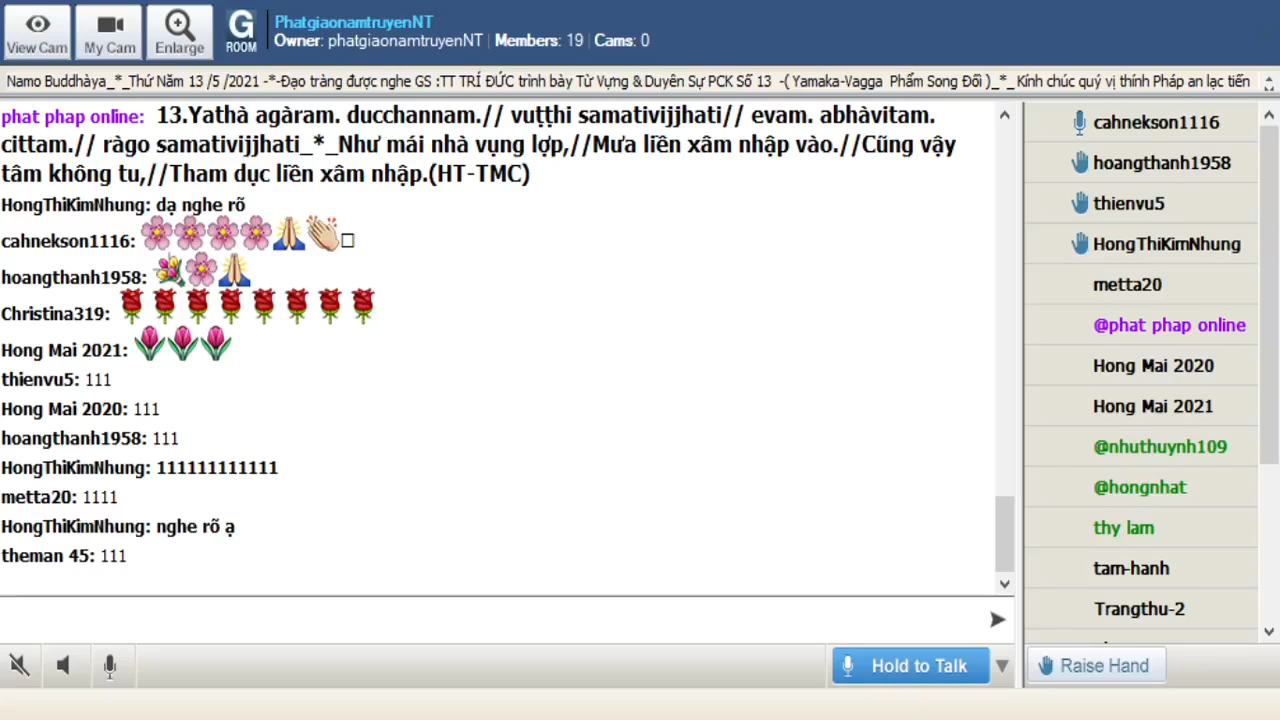 View Cam
My Cam
Enlarge
G
ROOM
PhatgiaonamtruyenNT
Owner: phatgiaonamtruyenNT | Members: 19 | Cams: 0
Namo Buddhàya_*_Thứ Năm 13 /5 /2021 -*-Đạo tràng được nghe GS :TT TRÍ ĐỨC trình bày Từ Vựng & Duyên Sự PCK Số 13 -( Yamaka-Vagga Phẩm Song Đối )_*_ Kính chúc quý vị thính Pháp an lạc tiến
phat phap online: 13.Yathà agàram. ducchannam.// vuṭṭhi samativijjhati// evam. abhàvitam.
cittam.// ràgo samativijjhati_*_Như mái nhà vụng lợp,//Mưa liền xâm nhập vào.//Cũng vậy
tâm không tu,//Tham dục liền xâm nhập.(HT-TMC)
HongThiKimNhung: dạ nghe rõ
cahnekson1116: 🌸🌸🌸🌸🙏👏
hoangthanh1958: 💐🌸🙏
Christina319: 🌹🌹🌹🌹🌹🌹🌹🌹
Hong Mai 2021: 🌷🌷🌷
thienvu5: 111
Hong Mai 2020: 111
hoangthanh1958: 111
HongThiKimNhung: 111111111111
metta20: 1111
HongThiKimNhung: nghe rõ ạ
theman 45: 111
cahnekson1116
hoangthanh1958
thienvu5
HongThiKimNhung
metta20
@phat phap online
Hong Mai 2020
Hong Mai 2021
@nhuthuynh109
@hongnhat
thy lam
tam-hanh
Trangthu-2
Hold to Talk
Raise Hand